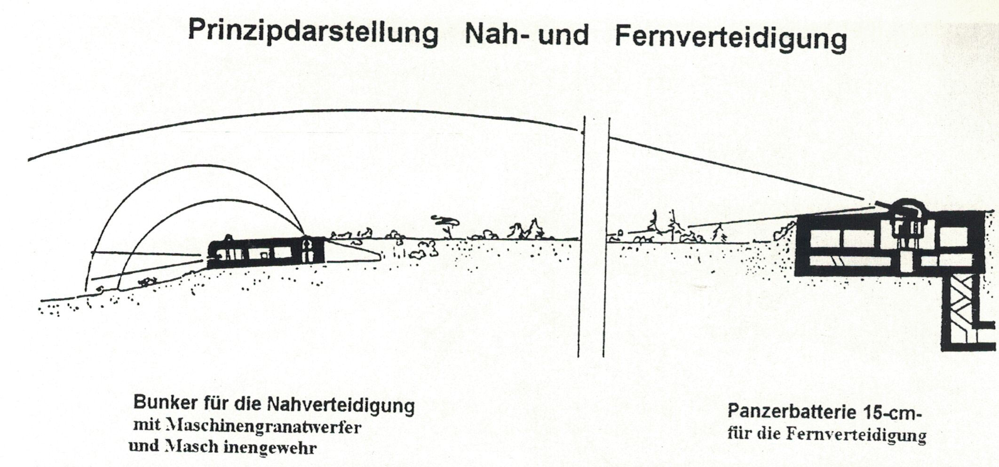 Prinzipdarstellung Nah- und Fernverteidigung
Bunker für die Nahverteidigung
mit Maschinengranatwerfer
und Masch inengewehr
Panzerbatterie 15-cm-
für die Fernverteidigung